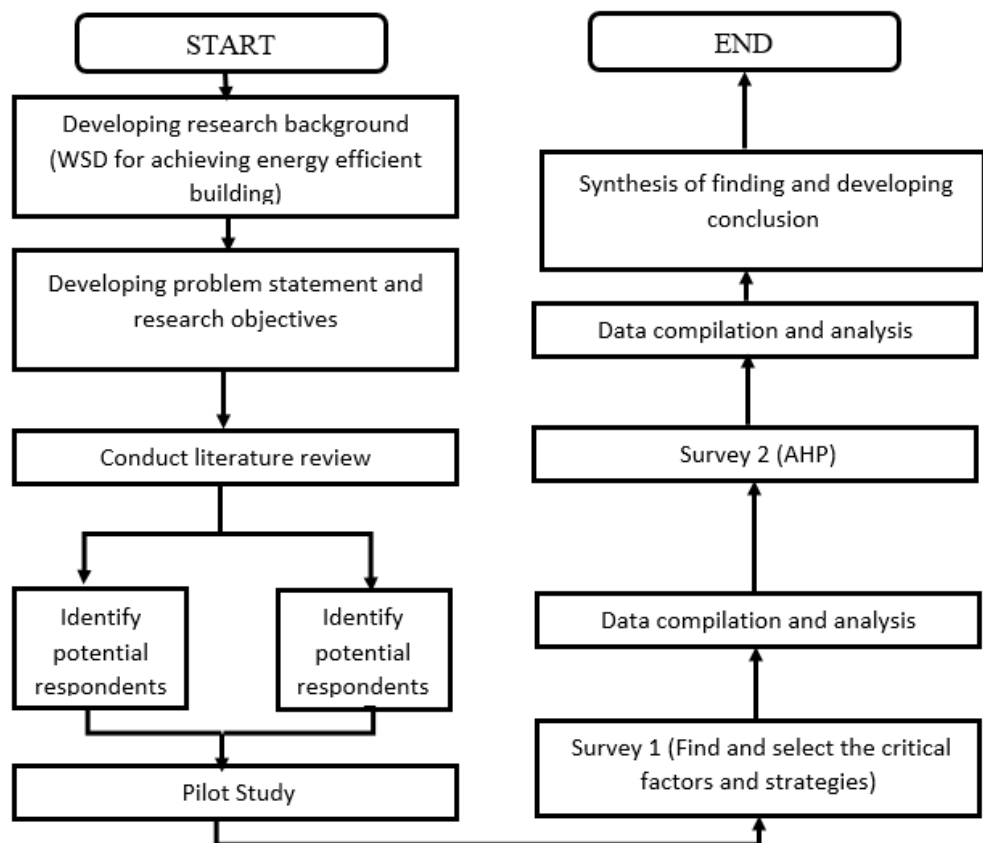 START
Developing research background
(WSD for achieving energy efficient
building)
Developing problem statement and
research objectives
Conduct literature review
Identify
potential
respondents
Identify
potential
respondents
Pilot Study
Survey 1 (Find and select the critical
factors and strategies)
Data compilation and analysis
Survey 2 (AHP)
Data compilation and analysis
Synthesis of finding and developing
conclusion
END